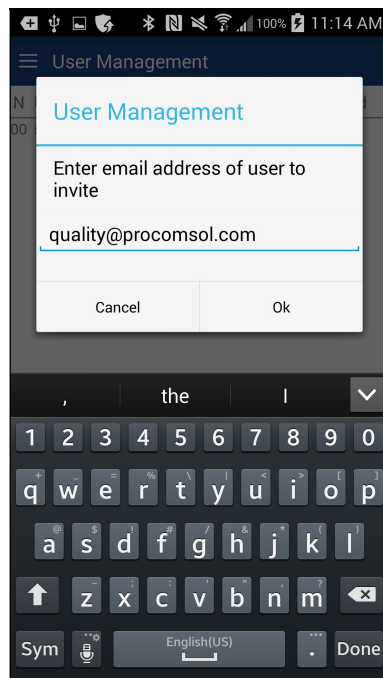 100% 11:14 AM
User Management
N
d
00
User Management
Enter email address of user to
invite
quality@procomsol.com
Cancel Ok
, the I
1 2 3 4 5 6 7 8 9 0
+ _ = % \ | < > [ ]
q w e r t y u i o p
@ $ ! # / & * ( )
a s d f g h j k l
- ; : ' " , ?
z x c v b n m
English(US)
Sym . Done